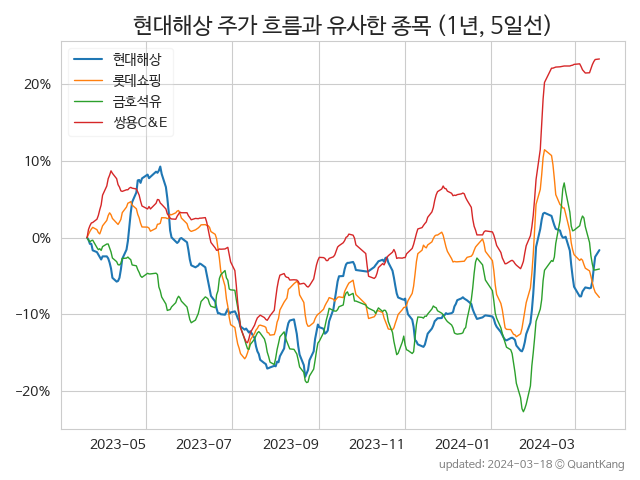 현대해상 주가 흐름과 유사한 종목 (1년, 5일선)
현대해상
롯데쇼핑
금호석유
쌍용C&E
20%
10%
0%
−10%
−20%
2023-05 2023-07 2023-09 2023-11 2024-01 2024-03
updated: 2024-03-18 © QuantKang